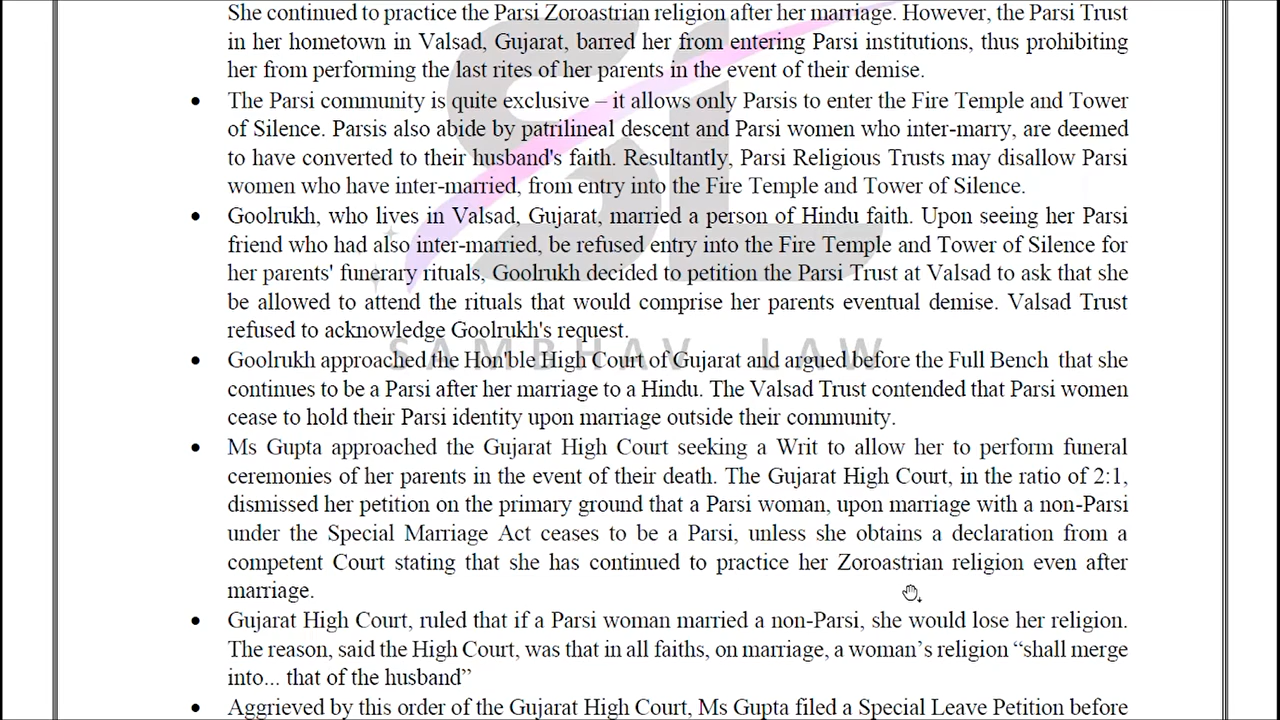 She continued to practice the Parsi Zoroastrian religion after her marriage. However, the Parsi Trust
in her hometown in Valsad, Gujarat, barred her from entering Parsi institutions, thus prohibiting
her from performing the last rites of her parents in the event of their demise.
• The Parsi community is quite exclusive – it allows only Parsis to enter the Fire Temple and Tower
of Silence. Parsis also abide by patrilineal descent and Parsi women who inter-marry, are deemed
to have converted to their husband's faith. Resultantly, Parsi Religious Trusts may disallow Parsi
women who have inter-married, from entry into the Fire Temple and Tower of Silence.
• Goolrukh, who lives in Valsad, Gujarat, married a person of Hindu faith. Upon seeing her Parsi
friend who had also inter-married, be refused entry into the Fire Temple and Tower of Silence for
her parents' funerary rituals, Goolrukh decided to petition the Parsi Trust at Valsad to ask that she
be allowed to attend the rituals that would comprise her parents eventual demise. Valsad Trust
refused to acknowledge Goolrukh's request.
SAMBHAV LAW
• Goolrukh approached the Hon'ble High Court of Gujarat and argued before the Full Bench that she
continues to be a Parsi after her marriage to a Hindu. The Valsad Trust contended that Parsi women
cease to hold their Parsi identity upon marriage outside their community.
• Ms Gupta approached the Gujarat High Court seeking a Writ to allow her to perform funeral
ceremonies of her parents in the event of their death. The Gujarat High Court, in the ratio of 2:1,
dismissed her petition on the primary ground that a Parsi woman, upon marriage with a non-Parsi
under the Special Marriage Act ceases to be a Parsi, unless she obtains a declaration from a
competent Court stating that she has continued to practice her Zoroastrian religion even after
marriage.
• Gujarat High Court, ruled that if a Parsi woman married a non-Parsi, she would lose her religion.
The reason, said the High Court, was that in all faiths, on marriage, a woman’s religion “shall merge
into... that of the husband”
• Aggrieved by this order of the Gujarat High Court, Ms Gupta filed a Special Leave Petition before